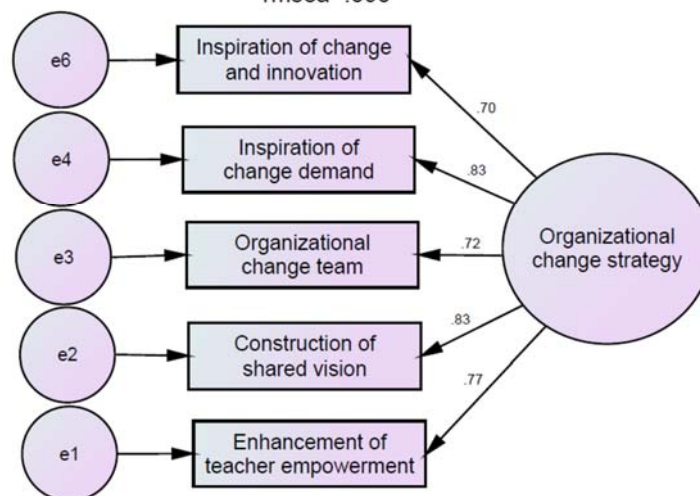 e6
Inspiration of change
and innovation
.70
e4
Inspiration of
change demand
.83
e3
Organizational
change team
.72
Organizational
change strategy
e2
Construction of
shared vision
.83
.77
e1
Enhancement of
teacher empowerment